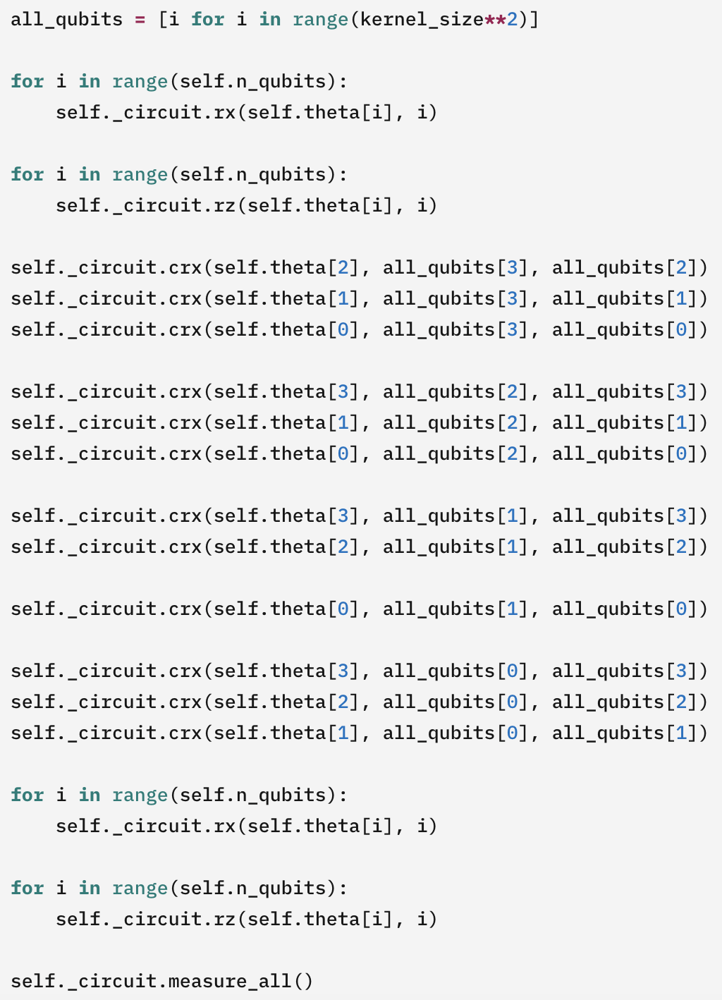 all_qubits = [i for i in range(kernel_size**2)]

for i in range(self.n_qubits):
    self._circuit.rx(self.theta[i], i)

for i in range(self.n_qubits):
    self._circuit.rz(self.theta[i], i)

self._circuit.crx(self.theta[2], all_qubits[3], all_qubits[2])
self._circuit.crx(self.theta[1], all_qubits[3], all_qubits[1])
self._circuit.crx(self.theta[0], all_qubits[3], all_qubits[0])

self._circuit.crx(self.theta[3], all_qubits[2], all_qubits[3])
self._circuit.crx(self.theta[1], all_qubits[2], all_qubits[1])
self._circuit.crx(self.theta[0], all_qubits[2], all_qubits[0])

self._circuit.crx(self.theta[3], all_qubits[1], all_qubits[3])
self._circuit.crx(self.theta[2], all_qubits[1], all_qubits[2])

self._circuit.crx(self.theta[0], all_qubits[1], all_qubits[0])

self._circuit.crx(self.theta[3], all_qubits[0], all_qubits[3])
self._circuit.crx(self.theta[2], all_qubits[0], all_qubits[2])
self._circuit.crx(self.theta[1], all_qubits[0], all_qubits[1])

for i in range(self.n_qubits):
    self._circuit.rx(self.theta[i], i)

for i in range(self.n_qubits):
    self._circuit.rz(self.theta[i], i)

self._circuit.measure_all()